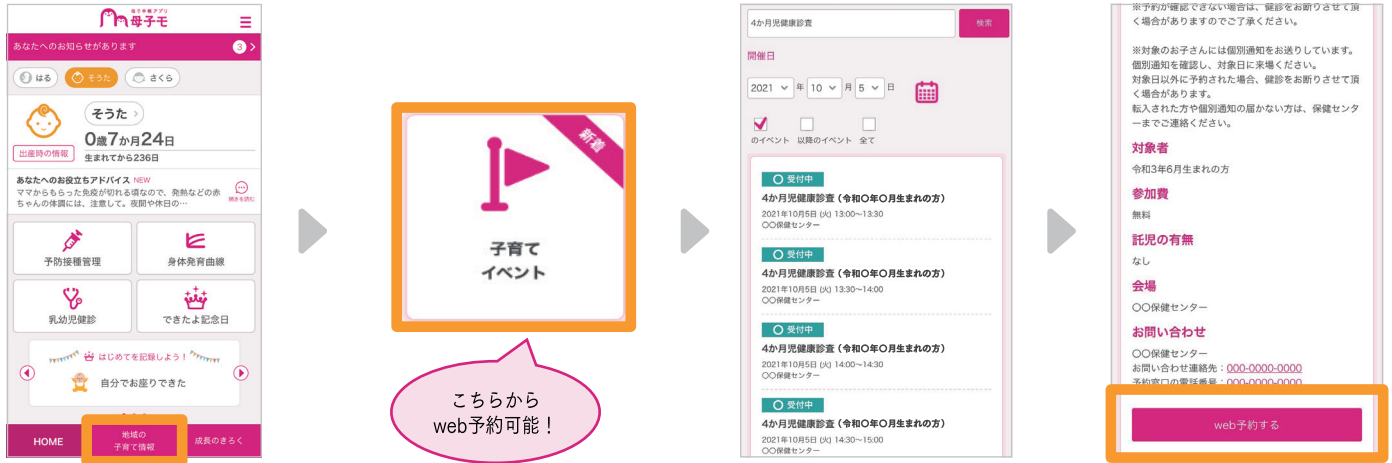 母子手帳アプリ
母子モ
あなたへのお知らせがあります
3
はる
そうた
さくら
そうた
0歳7か月24日
出産時の情報
生まれてから236日
あなたへのお役立ちアドバイス NEW
ママからもらった免疫が切れる頃なので、発熱などの赤
ちゃんの体調には、注意して。夜間や休日の…
続きを読む
予防接種管理
身体発育曲線
乳幼児健診
できたよ記念日
はじめてを記録しよう！
自分でお座りできた
HOME
地域の
子育て情報
成長のきろく
新着
子育て
イベント
こちらから
web予約可能！
4か月児健康診査
検索
開催日
2021 年 10 月 5 日
のイベント 以降のイベント 全て
受付中
4か月児健康診査（令和〇年〇月生まれの方）
2021年10月5日 (火) 13:00〜13:30
〇〇保健センター
受付中
4か月児健康診査（令和〇年〇月生まれの方）
2021年10月5日 (火) 13:30〜14:00
〇〇保健センター
受付中
4か月児健康診査（令和〇年〇月生まれの方）
2021年10月5日 (火) 14:00〜14:30
〇〇保健センター
受付中
4か月児健康診査（令和〇年〇月生まれの方）
2021年10月5日 (火) 14:30〜15:00
〇〇保健センター
※予約が確認できない場合は、健診をお断りさせて頂
く場合がありますのでご了承ください。
※対象のお子さんには個別通知をお送りしています。
個別通知を確認し、対象日に来場ください。
対象日以外に予約された場合、健診をお断りさせて頂
く場合があります。
転入された方や個別通知の届かない方は、保健センタ
ーまでご連絡ください。
対象者
令和3年6月生まれの方
参加費
無料
託児の有無
なし
会場
〇〇保健センター
お問い合わせ
〇〇保健センター
お問い合わせ連絡先：000-0000-0000
予約窓口の電話番号：000-0000-0000
web予約する